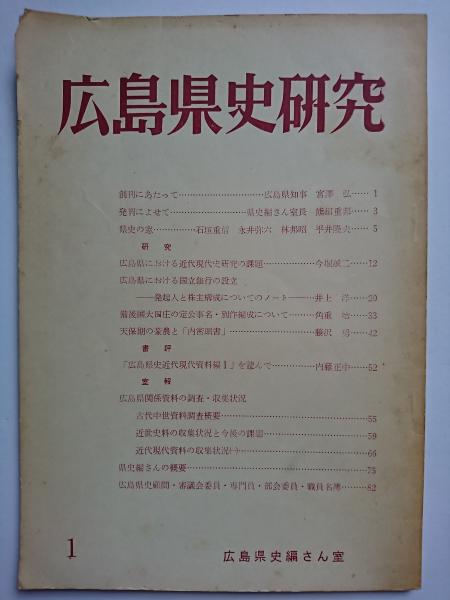 広島県史研究
創刊にあたって……………………広島県知事 宮澤 弘…… 1
発刊によせて…………………県史編さん室長 重郎…… 3
県史の窓…………石垣重信 永井弥六 林邦昭 平井隆夫…… 5
研究
広島県における近代現代史研究の課題……………今堀誠二……12
広島県における国立銀行の設立
――発起人と株主構成についてのノート――……井上 洋……20
備後国大田庄の定公事名・別作編成について………角重 始……33
天保期の豪農と「内密明書」……………………藤沢 ……42
書評
「広島県史近代現代資料編Ⅱ」を読んで……………内藤正中……52
室報
広島県関係資料の調査・収集状況
古代中世資料調査概要……………………………………55
近世史料の収集状況と今後の課題………………………59
近代現代資料の収集状況㈠………………………………66
県史編さんの概要………………………………………………75
広島県史顧問・審議会委員・専門員・部会委員・職員名簿………82
1
広島県史編さん室